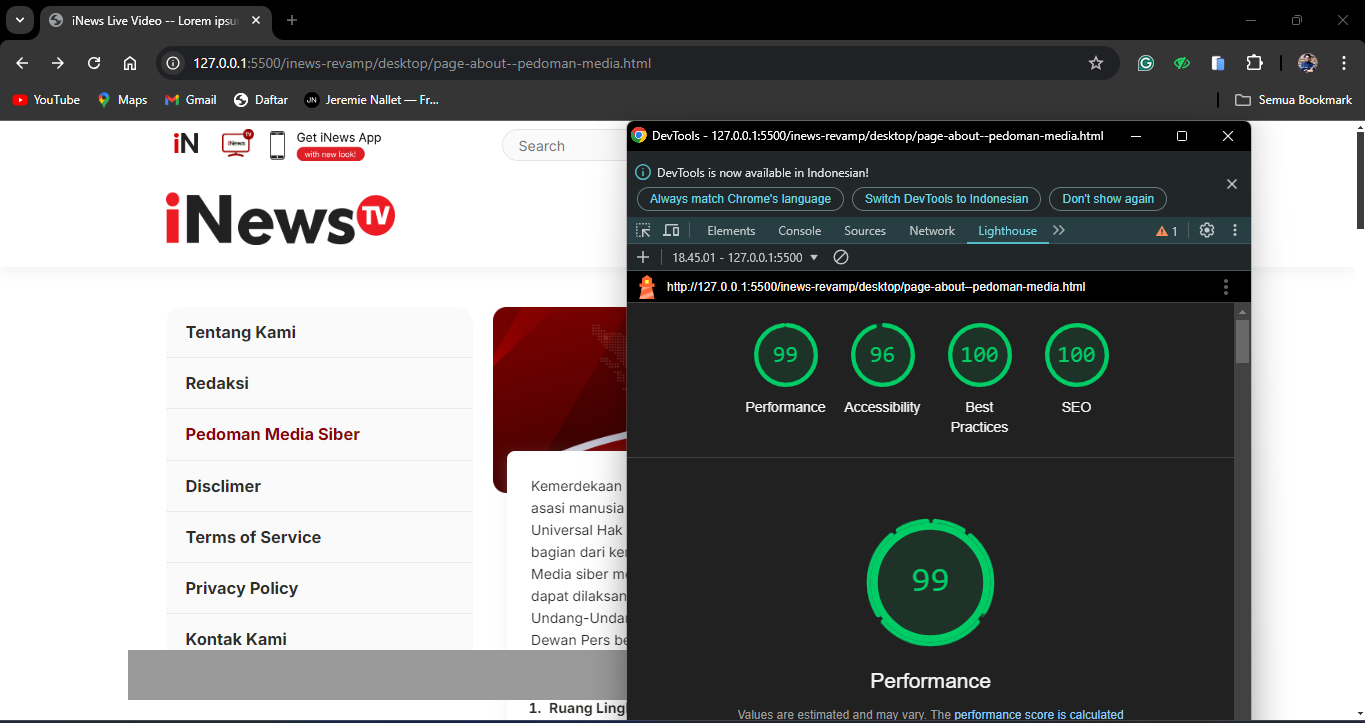 iNews Live Video -- Lorem ipsu
127.0.0.1:5500/inews-revamp/desktop/page-about--pedoman-media.html
YouTube
Maps
Gmail
Daftar
JN
Jeremie Nallet — Fr...
Semua Bookmark
iN
iNews
TV
Get iNews App
with new look!
Search
iNews TV
Tentang Kami
Redaksi
Pedoman Media Siber
Disclimer
Terms of Service
Privacy Policy
Kontak Kami
Kemerdekaan
asasi manusia
Universal Hak
bagian dari ke
Media siber m
dapat dilaksan
Undang-Unda
Dewan Pers be
1. Ruang Ling
DevTools - 127.0.0.1:5500/inews-revamp/desktop/page-about--pedoman-media.html
DevTools is now available in Indonesian!
Always match Chrome's language
Switch DevTools to Indonesian
Don't show again
Elements
Console
Sources
Network
Lighthouse
1
18.45.01 - 127.0.0.1:5500
http://127.0.0.1:5500/inews-revamp/desktop/page-about--pedoman-media.html
99
Performance
96
Accessibility
100
Best
Practices
100
SEO
99
Performance
Values are estimated and may vary. The performance score is calculated